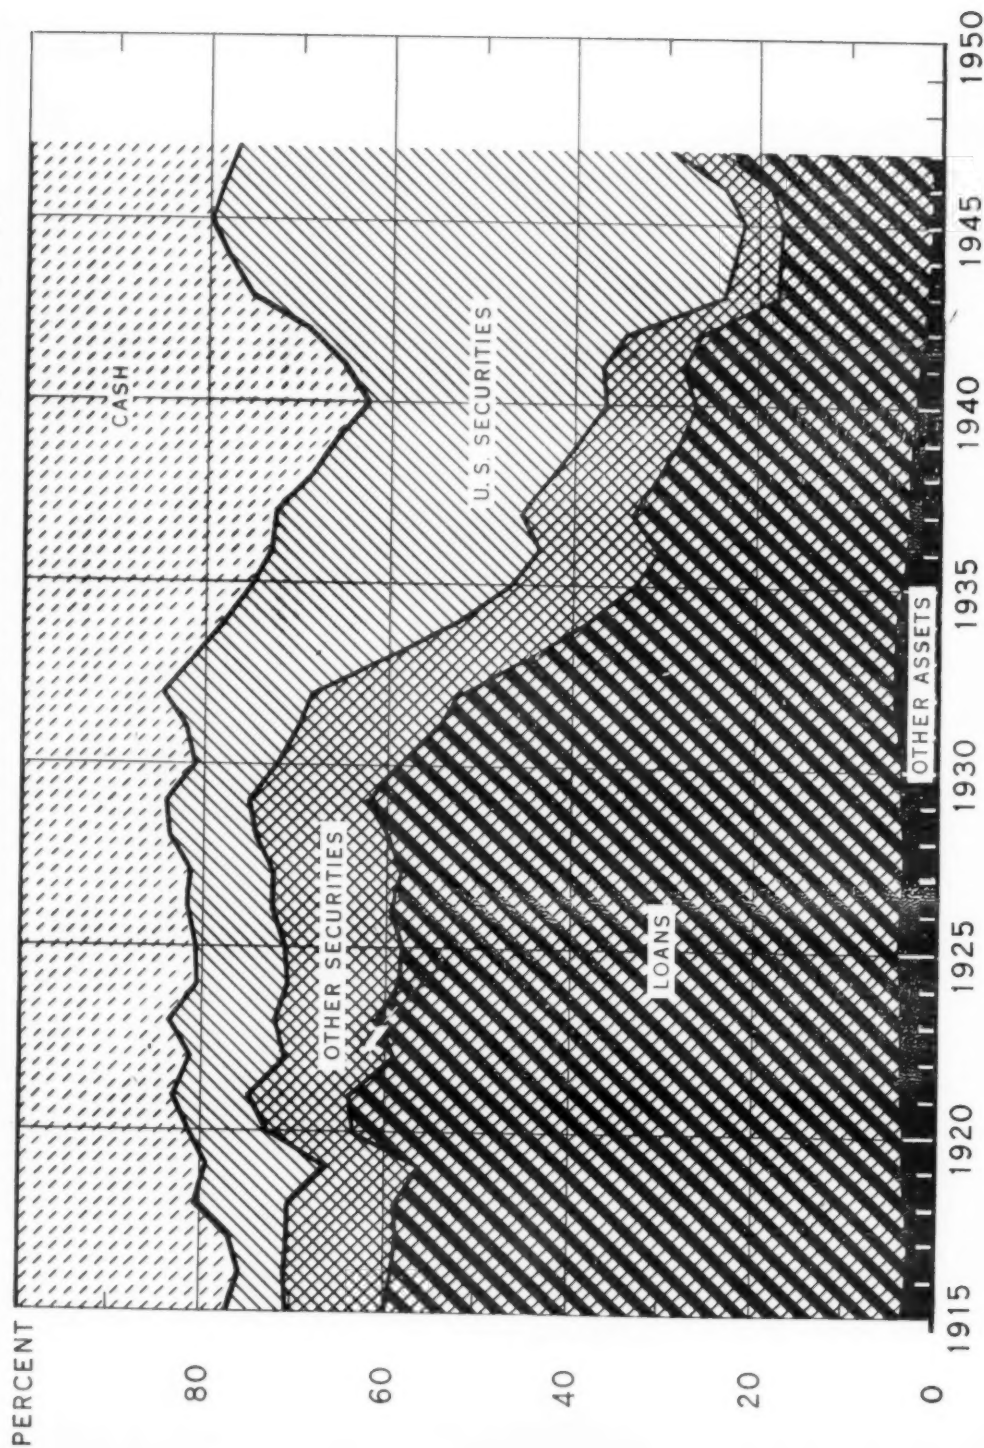 PERCENT
80
60
40
20
0
CASH
U. S. SECURITIES
OTHER SECURITIES
LOANS
OTHER ASSETS
1915
1920
1925
1930
1935
1940
1945
1950